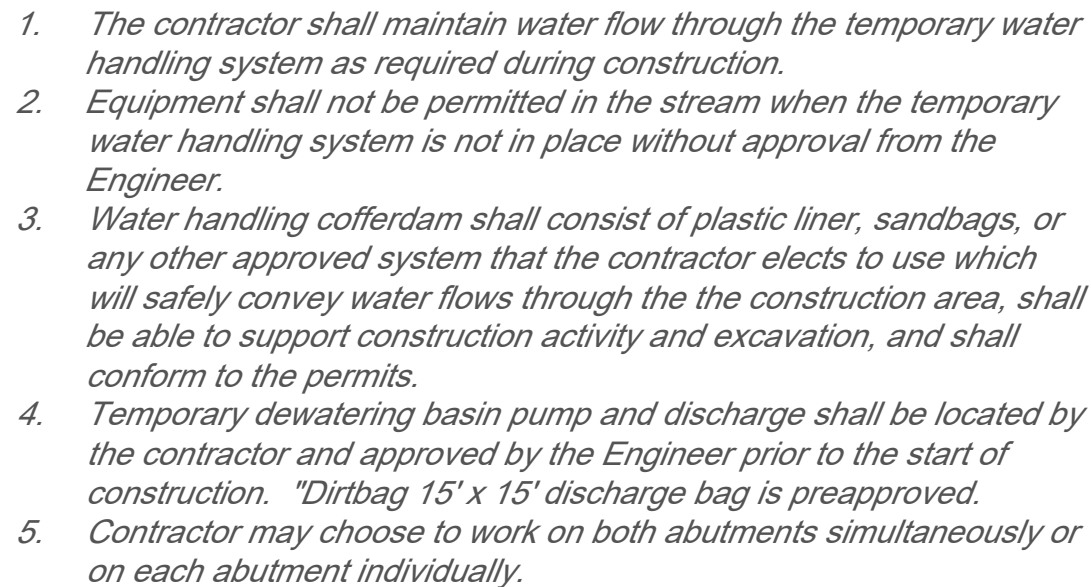 1. The contractor shall maintain water flow through the temporary water
handling system as required during construction.
2. Equipment shall not be permitted in the stream when the temporary
water handling system is not in place without approval from the
Engineer.
3. Water handling cofferdam shall consist of plastic liner, sandbags, or
any other approved system that the contractor elects to use which
will safely convey water flows through the the construction area, shall
be able to support construction activity and excavation, and shall
conform to the permits.
4. Temporary dewatering basin pump and discharge shall be located by
the contractor and approved by the Engineer prior to the start of
construction. "Dirtbag 15' x 15' discharge bag is preapproved.
5. Contractor may choose to work on both abutments simultaneously or
on each abutment individually.